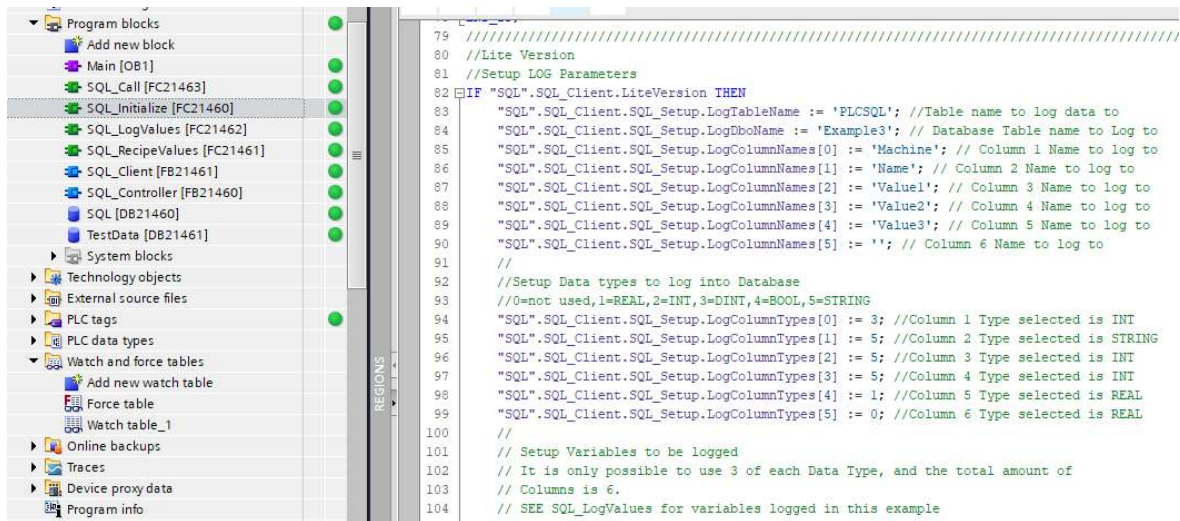 Program blocks
Add new block
Main [OB1]
SQL_Call [FC21463]
SQL_Initialize [FC21460]
SQL_LogValues [FC21462]
SQL_RecipeValues [FC21461]
SQL_Client [FB21461]
SQL_Controller [FB21460]
SQL [DB21460]
TestData [DB21461]
System blocks
Technology objects
External source files
PLC tags
PLC data types
Watch and force tables
Add new watch table
Force table
Watch table_1
Online backups
Traces
Device proxy data
Program info
REGIONS
79 ////////////////////////////////////////////////////////////////////////////////////////////
80 //Lite Version
81 //Setup LOG Parameters
82 IF "SQL".SQL_Client.LiteVersion THEN
83 "SQL".SQL_Client.SQL_Setup.LogTableName := 'PLCSQL'; //Table name to log data to
84 "SQL".SQL_Client.SQL_Setup.LogDboName := 'Example3'; // Database Table name to Log to
85 "SQL".SQL_Client.SQL_Setup.LogColumnNames[0] := 'Machine'; // Column 1 Name to log to
86 "SQL".SQL_Client.SQL_Setup.LogColumnNames[1] := 'Name'; // Column 2 Name to log to
87 "SQL".SQL_Client.SQL_Setup.LogColumnNames[2] := 'Value1'; // Column 3 Name to log to
88 "SQL".SQL_Client.SQL_Setup.LogColumnNames[3] := 'Value2'; // Column 4 Name to log to
89 "SQL".SQL_Client.SQL_Setup.LogColumnNames[4] := 'Value3'; // Column 5 Name to log to
90 "SQL".SQL_Client.SQL_Setup.LogColumnNames[5] := ''; // Column 6 Name to log to
91 //
92 //Setup Data types to log into Database
93 //0=not used,1=REAL,2=INT,3=DINT,4=BOOL,5=STRING
94 "SQL".SQL_Client.SQL_Setup.LogColumnTypes[0] := 3; //Column 1 Type selected is INT
95 "SQL".SQL_Client.SQL_Setup.LogColumnTypes[1] := 5; //Column 2 Type selected is STRING
96 "SQL".SQL_Client.SQL_Setup.LogColumnTypes[2] := 5; //Column 3 Type selected is INT
97 "SQL".SQL_Client.SQL_Setup.LogColumnTypes[3] := 5; //Column 4 Type selected is INT
98 "SQL".SQL_Client.SQL_Setup.LogColumnTypes[4] := 1; //Column 5 Type selected is REAL
99 "SQL".SQL_Client.SQL_Setup.LogColumnTypes[5] := 0; //Column 6 Type selected is REAL
100 //
101 // Setup Variables to be logged
102 // It is only possible to use 3 of each Data Type, and the total amount of
103 // Columns is 6.
104 // SEE SQL_LogValues for variables logged in this example